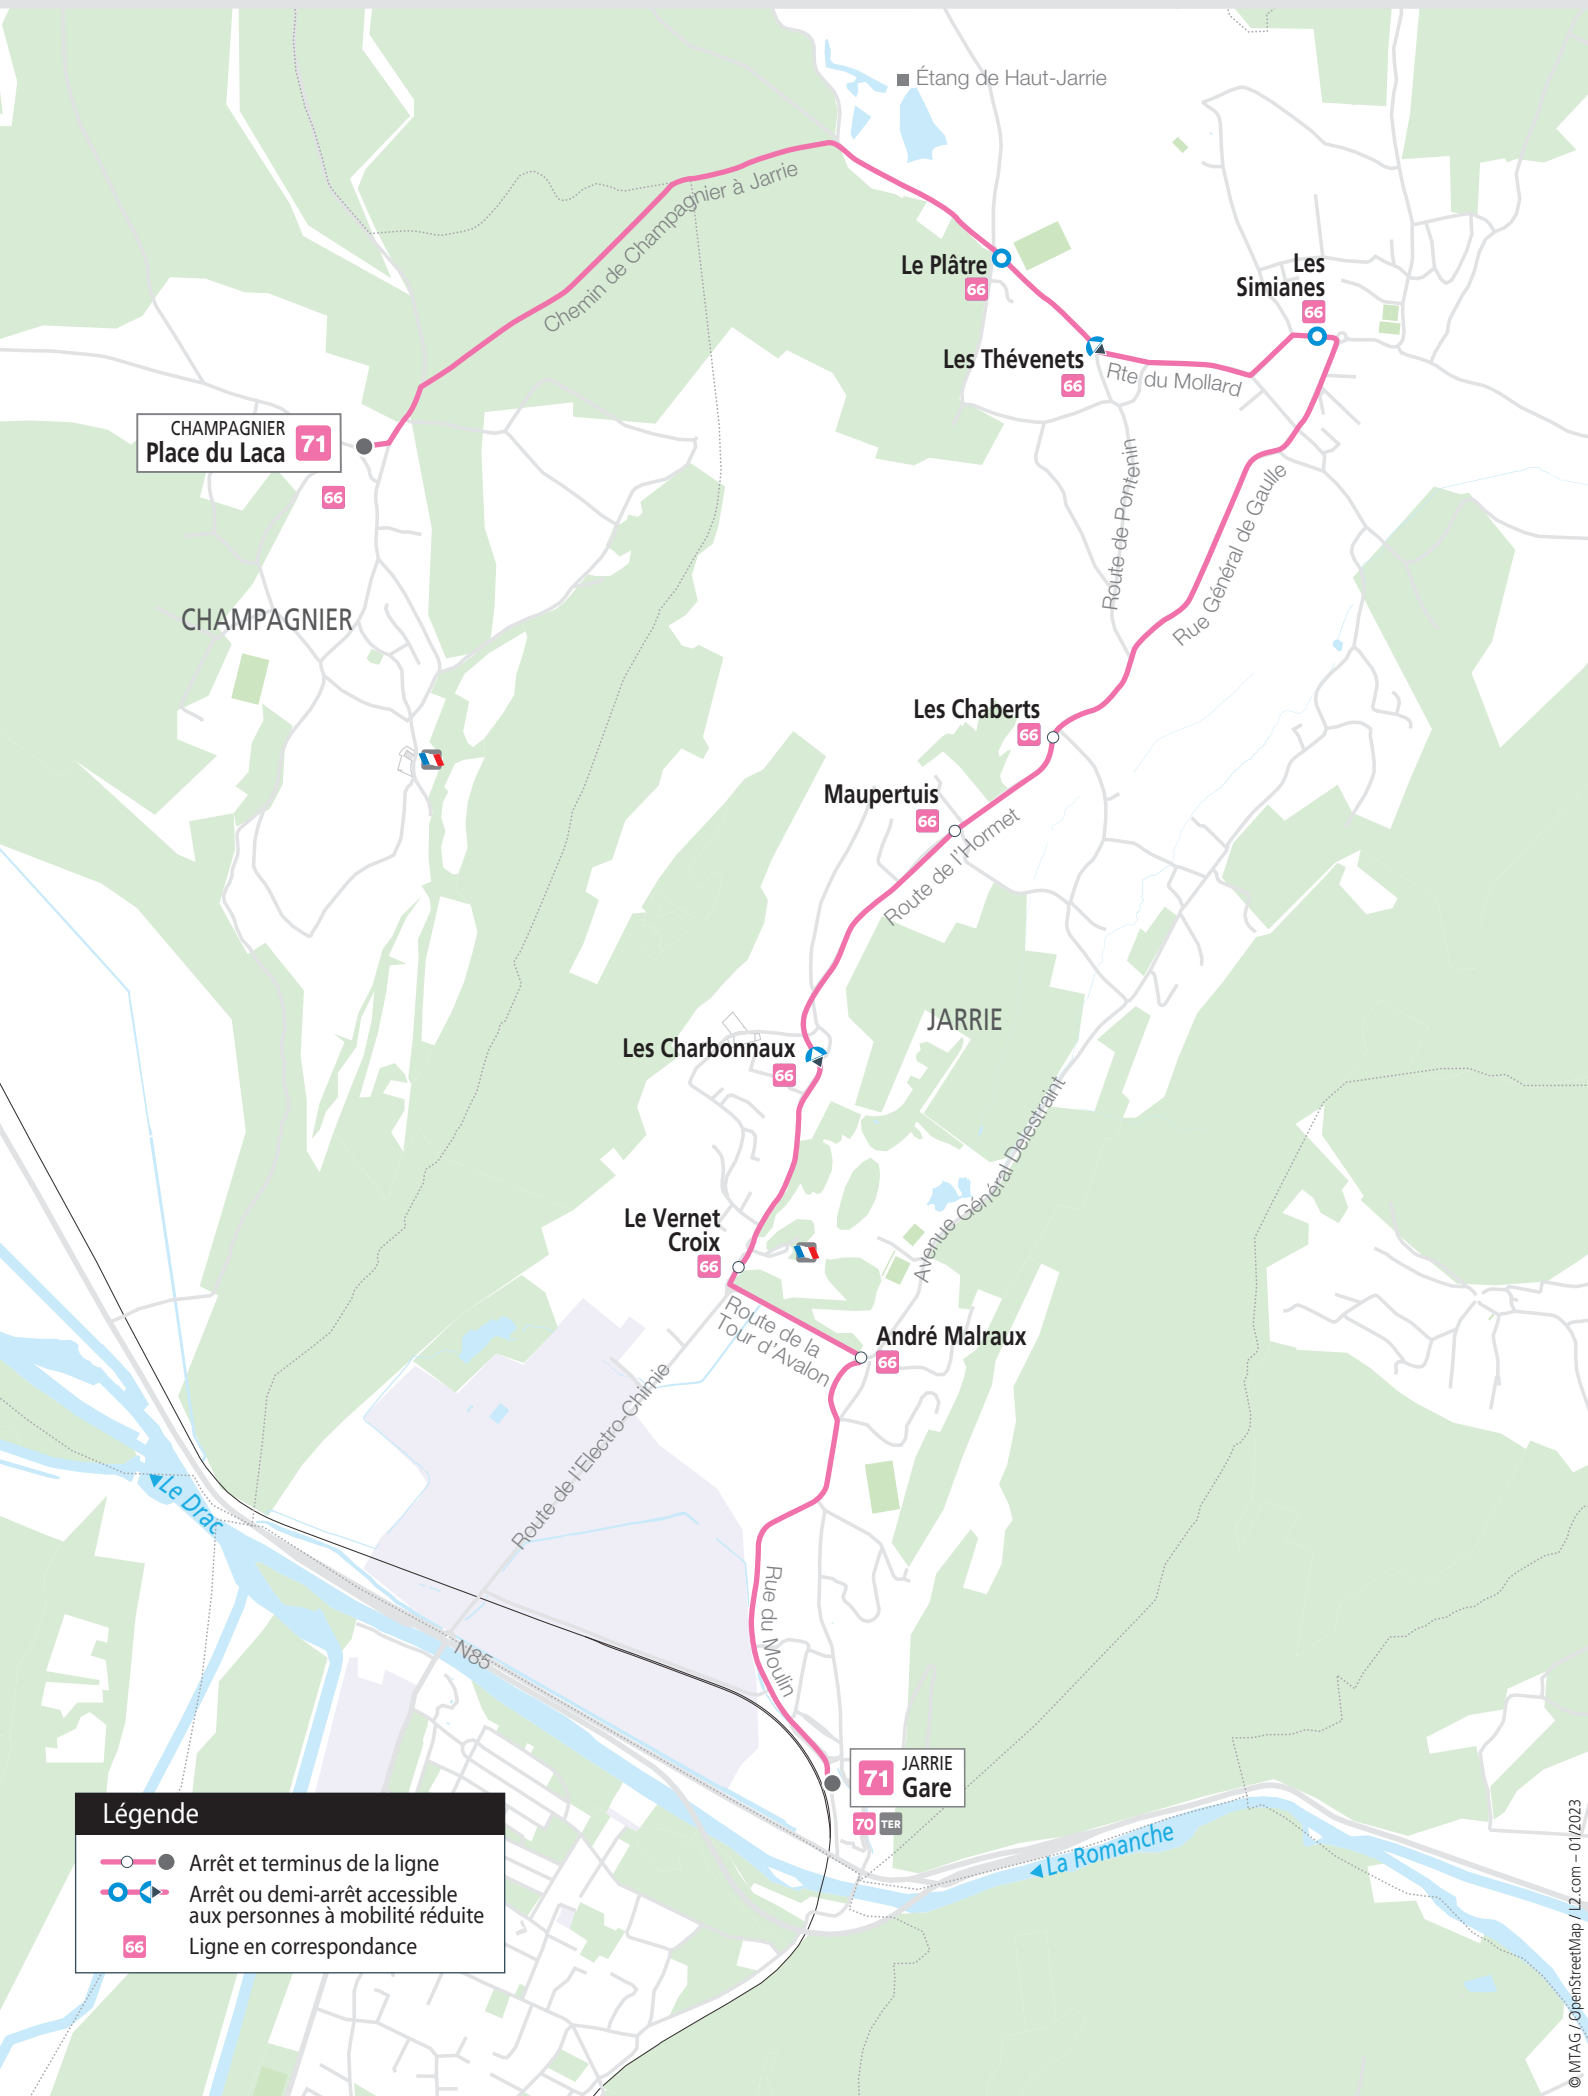 Étang de Haut-Jarrie
Chemin de Champagnier à Jarrie
Le Plâtre
66
Les
Simianes
66
Les Thévenets
66
Rte du Mollard
CHAMPAGNIER
Place du Laca
71
66
Route de Pontenin
Rue Général de Gaulle
CHAMPAGNIER
Les Chaberts
66
Maupertuis
66
Route de l'Hormet
JARRIE
Les Charbonnaux
66
Avenue Général Delestraint
Le Vernet
Croix
66
Route de la
Tour d'Avalon
André Malraux
66
Route de l'Electro-Chimie
Le Drac
Rue du Moulin
N85
71
JARRIE
Gare
70
TER
La Romanche
Légende
Arrêt et terminus de la ligne
Arrêt ou demi-arrêt accessible
aux personnes à mobilité réduite
66
Ligne en correspondance
© MTAG / OpenStreetMap / L2.com – 01/2023